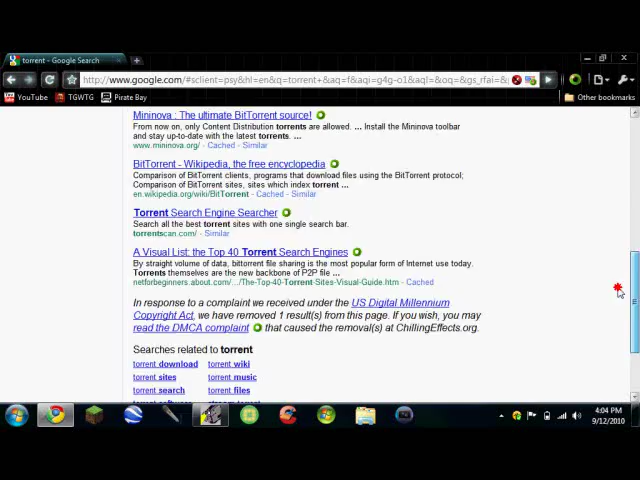 torrent - Google Search
http://www.google.com/#sclient=psy&hl=en&q=torrent+&aq=f&aqi=g4g-o1&aql=&oq=&gs_rfai=&
YouTube TGWTG Pirate Bay Other bookmarks
Mininova : The ultimate BitTorrent source!
From now on, only Content Distribution torrents are allowed. ... Install the Mininova toolbar
and stay up-to-date with the latest torrents. ...
www.mininova.org/ - Cached - Similar
BitTorrent - Wikipedia, the free encyclopedia
Comparison of BitTorrent clients, programs that download files using the BitTorrent protocol;
Comparison of BitTorrent sites, sites which index torrent ...
en.wikipedia.org/wiki/BitTorrent - Cached - Similar
Torrent Search Engine Searcher
Search all the best torrent sites with one single search bar.
torrentscan.com/ - Similar
A Visual List: the Top 40 Torrent Search Engines
By straight volume of data, bittorrent file sharing is the most popular form of Internet use today.
Torrents themselves are the new backbone of P2P file ...
netforbeginners.about.com/.../The-Top-40-Torrent-Sites-Visual-Guide.htm - Cached
In response to a complaint we received under the US Digital Millennium
Copyright Act, we have removed 1 result(s) from this page. If you wish, you may
read the DMCA complaint that caused the removal(s) at ChillingEffects.org.
Searches related to torrent
torrent download torrent wiki
torrent sites torrent music
torrent search torrent files
4:04 PM
9/12/2010